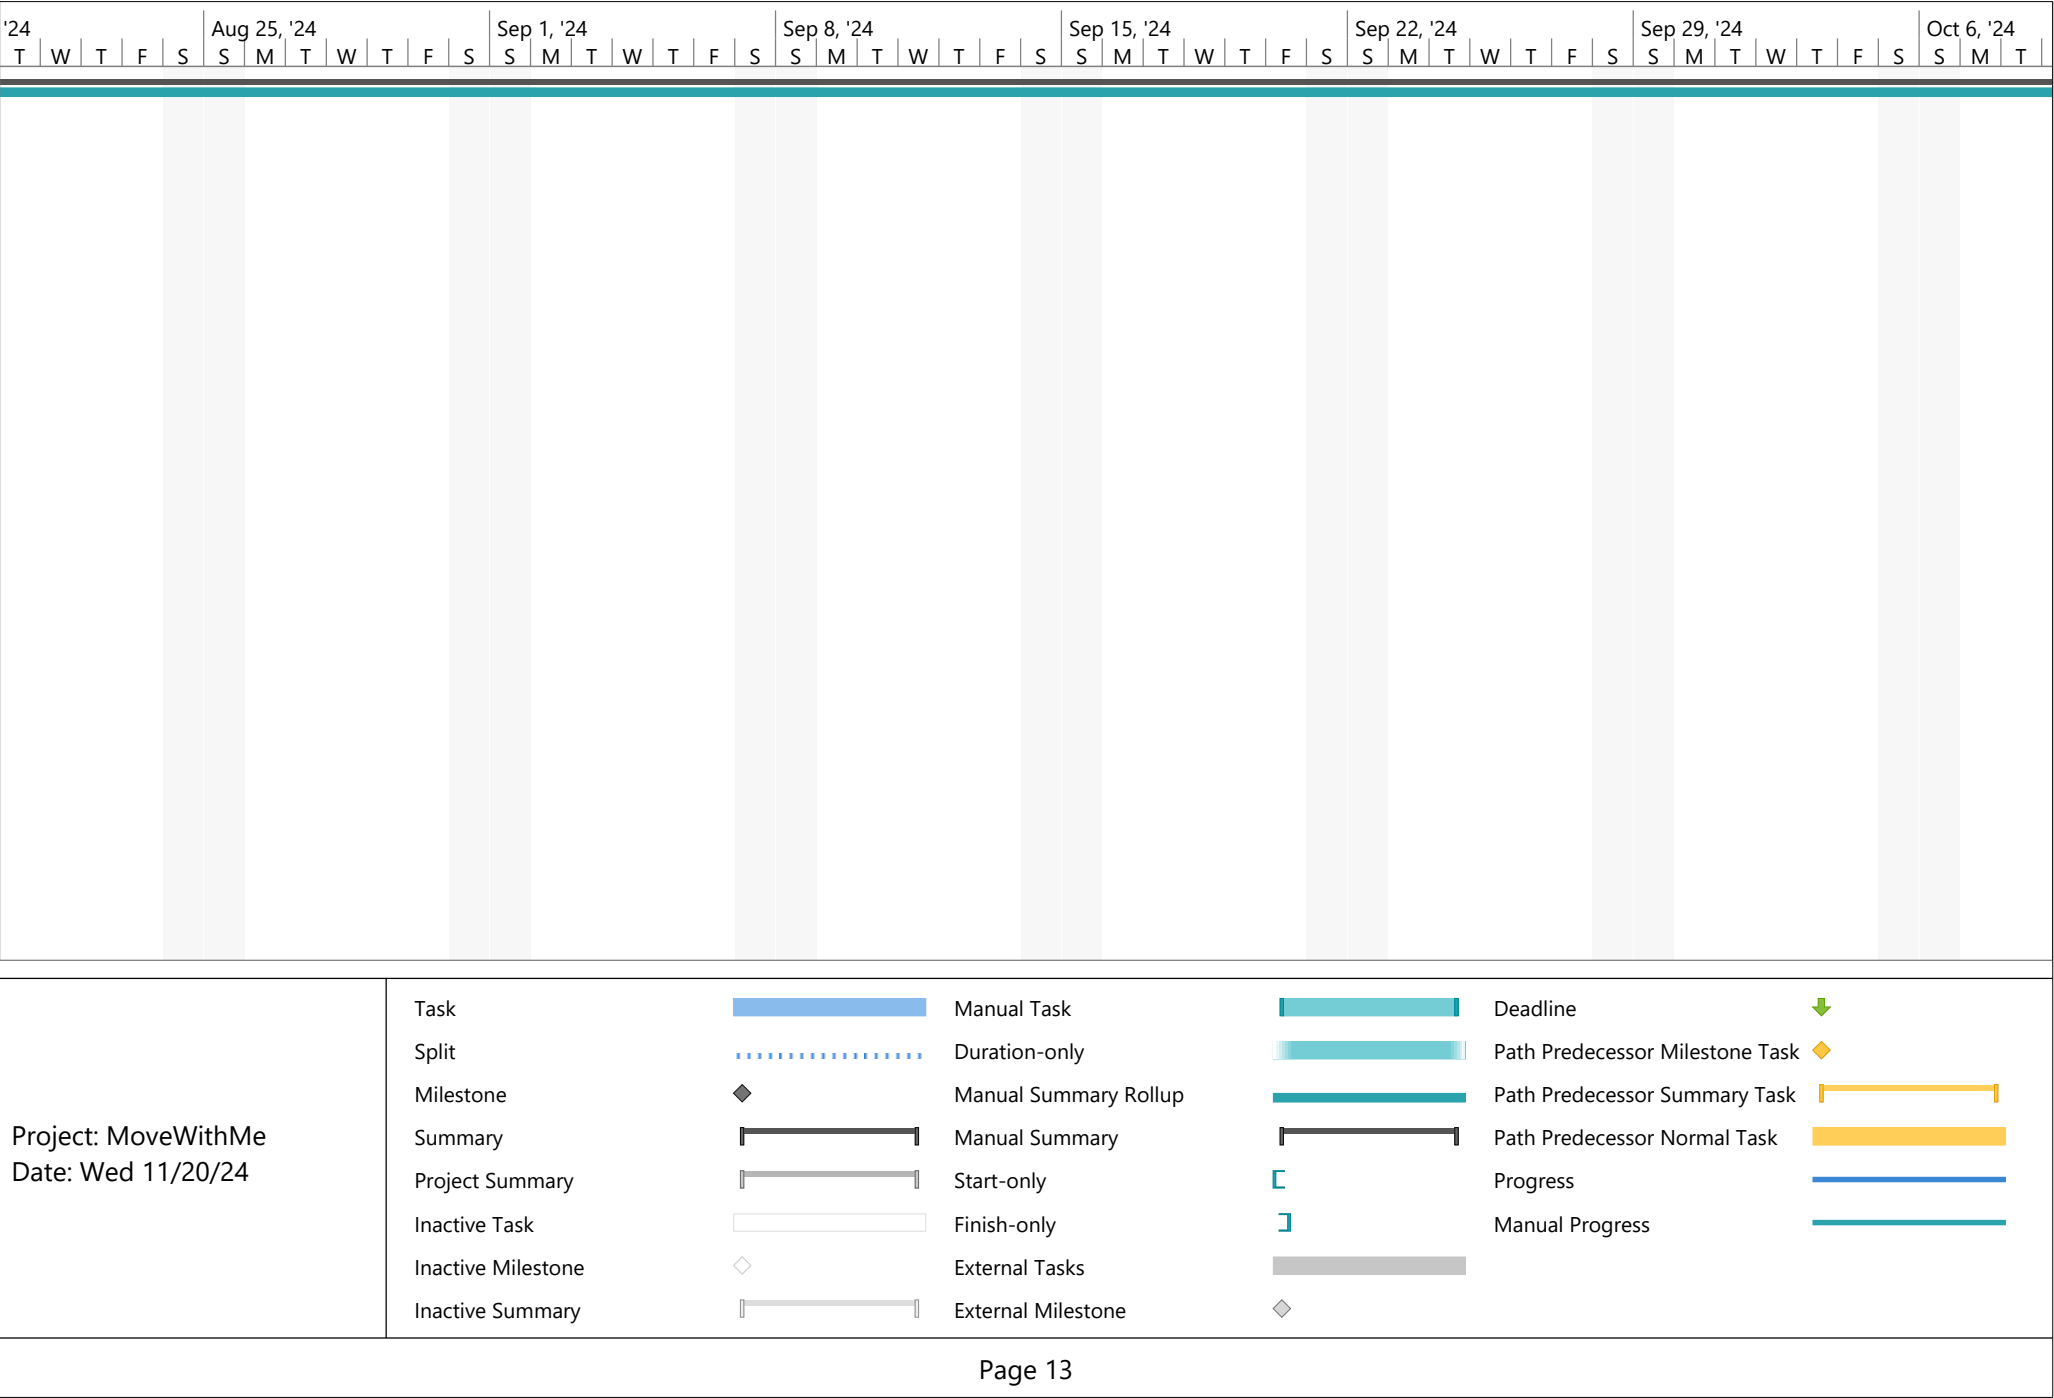 '24 Aug 25, '24 Sep 1, '24 Sep 8, '24 Sep 15, '24 Sep 22, '24 Sep 29, '24 Oct 6, '24
T W T F S S M T W T F S S M T W T F S S M T W T F S S M T W T F S S M T W T F S S M T W T F S S M T
Task
Split
Milestone
Summary
Project Summary
Inactive Task
Inactive Milestone
Inactive Summary
Manual Task
Duration-only
Manual Summary Rollup
Manual Summary
Start-only
Finish-only
External Tasks
External Milestone
Deadline
Path Predecessor Milestone Task
Path Predecessor Summary Task
Path Predecessor Normal Task
Progress
Manual Progress
Project: MoveWithMe
Date: Wed 11/20/24
Page 13